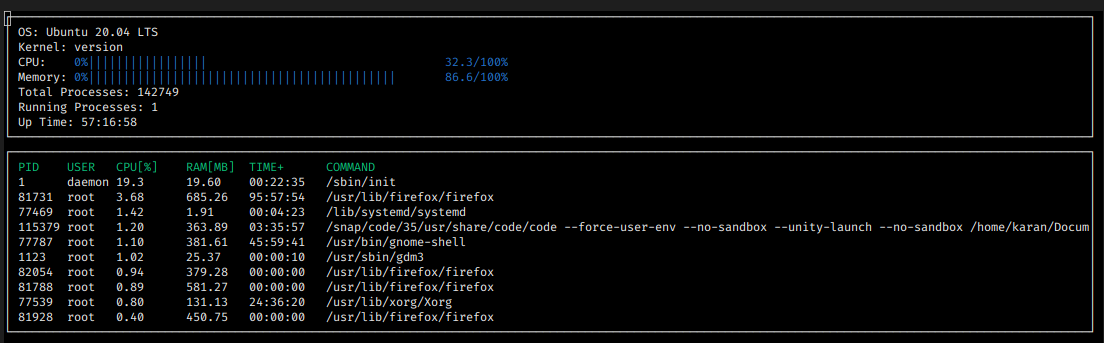 OS: Ubuntu 20.04 LTS
Kernel: version
CPU: 0%||||||||||||||||| 32.3/100%
Memory: 0%|||||||||||||||||||||||||||||||||||||||||||| 86.6/100%
Total Processes: 142749
Running Processes: 1
Up Time: 57:16:58
PID USER CPU[%] RAM[MB] TIME+ COMMAND
1 daemon 19.3 19.60 00:22:35 /sbin/init
81731 root 3.68 685.26 95:57:54 /usr/lib/firefox/firefox
77469 root 1.42 1.91 00:04:23 /lib/systemd/systemd
115379 root 1.20 363.89 03:35:57 /snap/code/35/usr/share/code/code --force-user-env --no-sandbox --unity-launch --no-sandbox /home/karan/Docum
77787 root 1.10 381.61 45:59:41 /usr/bin/gnome-shell
1123 root 1.02 25.37 00:00:10 /usr/sbin/gdm3
82054 root 0.94 379.28 00:00:00 /usr/lib/firefox/firefox
81788 root 0.89 581.27 00:00:00 /usr/lib/firefox/firefox
77539 root 0.80 131.13 24:36:20 /usr/lib/xorg/Xorg
81928 root 0.40 450.75 00:00:00 /usr/lib/firefox/firefox